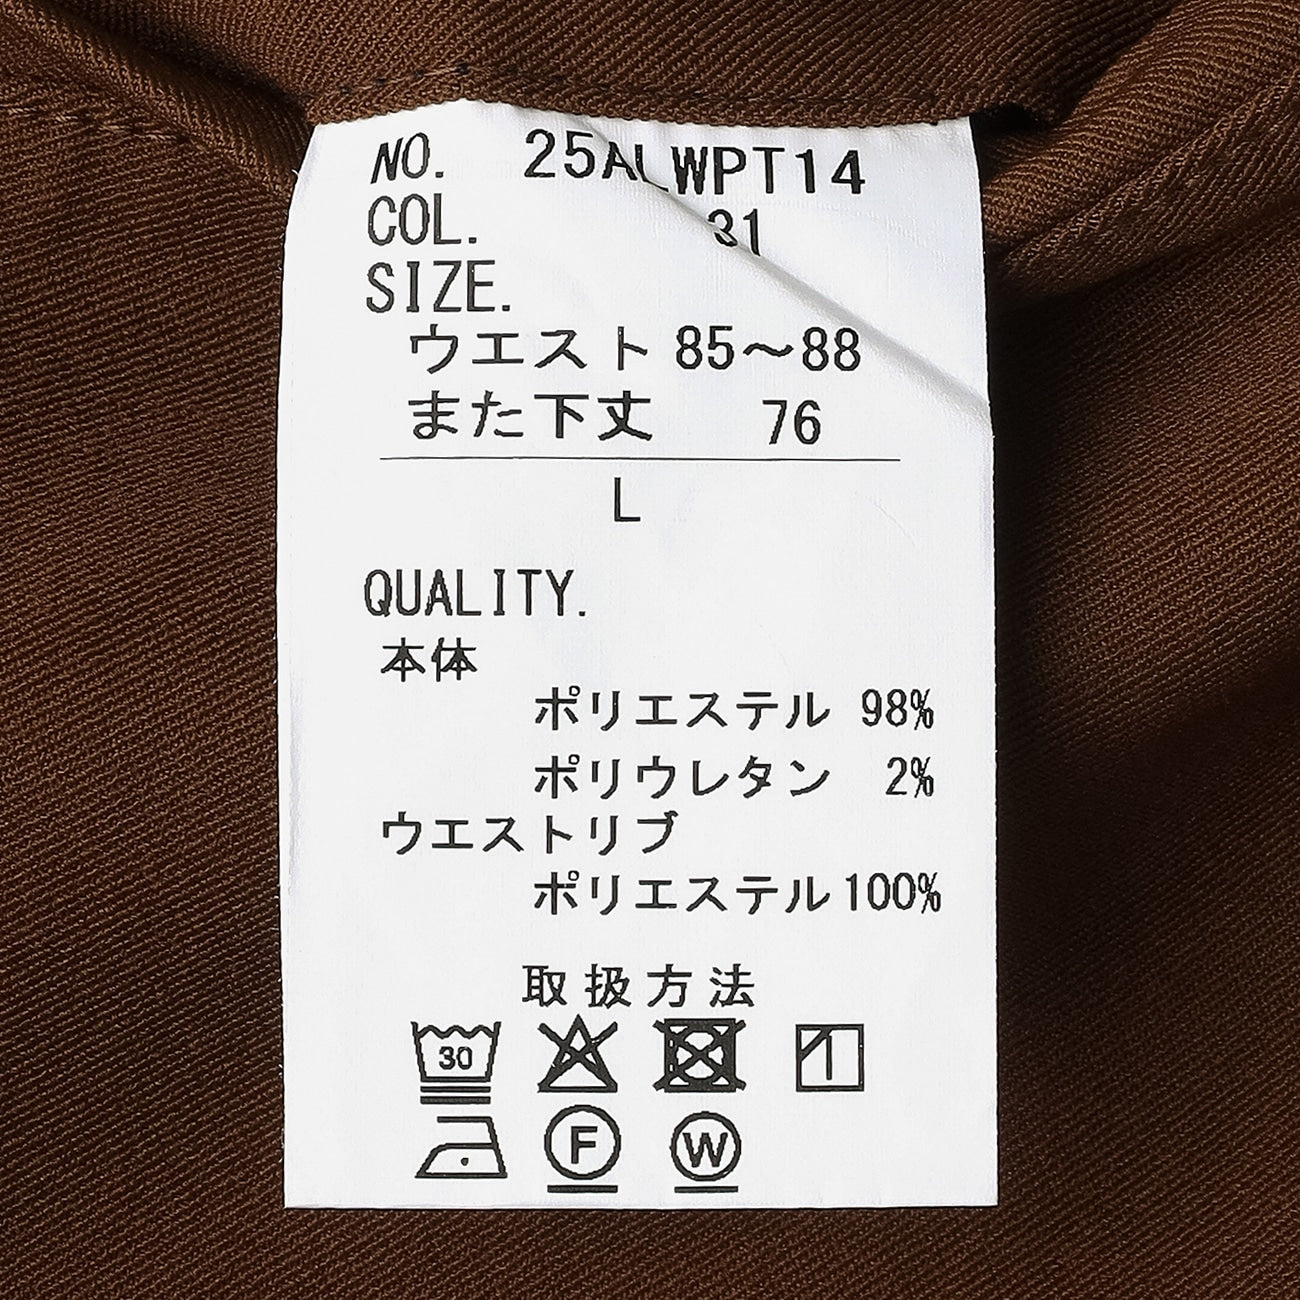 NO. 25ALWPT14
COL. 31
SIZE.
ウエスト 85～88
また下丈 76
L
QUALITY.
本体
ポリエステル 98%
ポリウレタン 2%
ウエストリブ
ポリエステル 100%
取扱方法
30
F W